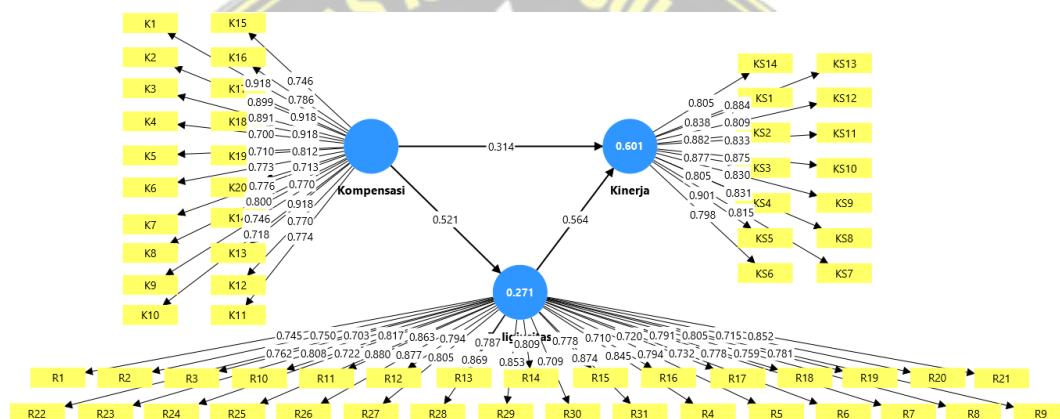 K1 K15
K2 K16
K3
K4 K18
K5 K19
K6 K20
K7
K8 K13
K9 K12
K10 K11
0.918 0.746
0.899 0.786
0.891 0.918
0.700 0.918
0.710 0.812
0.773 0.713
0.776 0.770
0.800 0.918
0.746 0.770
0.718 0.774
Kompensasi
0.314
0.521
0.564
0.601
Kinerja
0.271
KS14 KS13
KS1 KS12
KS2 KS11
KS3 KS10
KS4 KS9
KS5 KS8
KS6 KS7
0.805 0.884
0.838 0.809
0.882 0.833
0.877 0.875
0.805 0.830
0.901 0.831
0.798 0.815
0.745 0.750 0.703 0.817 0.863 0.794 0.787 0.809 0.778 0.710 0.720 0.791 0.805 0.715 0.852
0.762 0.808 0.722 0.880 0.877 0.805 0.869 0.853 0.709 0.874 0.845 0.794 0.732 0.778 0.759 0.781
R1 R2 R3 R10 R11 R12 R13 R14 R15 R16 R17 R18 R19 R20 R21
R22 R23 R24 R25 R26 R27 R28 R29 R30 R31 R4 R5 R6 R7 R8 R9